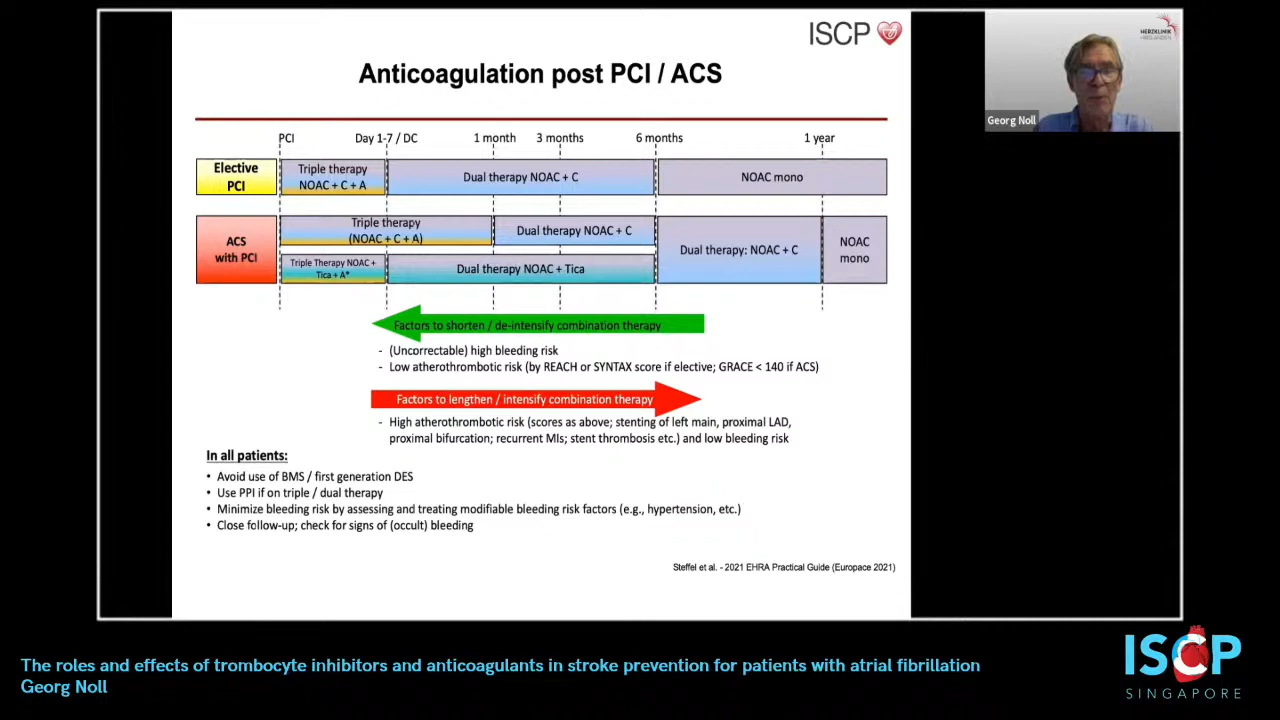 ISCP
HERZKLINIK
HIRSLANDEN
Georg Noll
Anticoagulation post PCI / ACS
PCI
Day 1-7 / DC
1 month
3 months
6 months
1 year
Elective
PCI
Triple therapy
NOAC + C + A
Dual therapy NOAC + C
NOAC mono
ACS
with PCI
Triple therapy
(NOAC + C + A)
Dual therapy NOAC + C
Triple Therapy NOAC +
Tica + A*
Dual therapy NOAC + Tica
Dual therapy: NOAC + C
NOAC
mono
Factors to shorten / de-intensify combination therapy
- (Uncorrectable) high bleeding risk
- Low atherothrombotic risk (by REACH or SYNTAX score if elective; GRACE < 140 if ACS)
Factors to lengthen / intensify combination therapy
- High atherothrombotic risk (scores as above; stenting of left main, proximal LAD,
proximal bifurcation; recurrent MIs; stent thrombosis etc.) and low bleeding risk
In all patients:
• Avoid use of BMS / first generation DES
• Use PPI if on triple / dual therapy
• Minimize bleeding risk by assessing and treating modifiable bleeding risk factors (e.g., hypertension, etc.)
• Close follow-up; check for signs of (occult) bleeding
Steffel et al. - 2021 EHRA Practical Guide (Europace 2021)
The roles and effects of trombocyte inhibitors and anticoagulants in stroke prevention for patients with atrial fibrillation
Georg Noll
ISCP
SINGAPORE